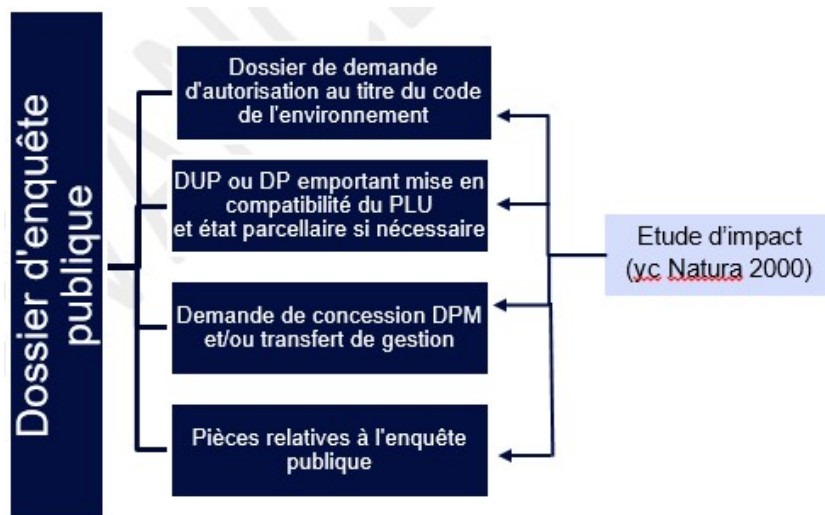 Dossier d'enquête
publique
Dossier de demande
d'autorisation au titre du code
de l'environnement
DUP ou DP emportant mise en
compatibilité du PLU
et état parcellaire si nécessaire
Demande de concession DPM
et/ou transfert de gestion
Pièces relatives à l'enquête
publique
Etude d'impact
(yc Natura 2000)